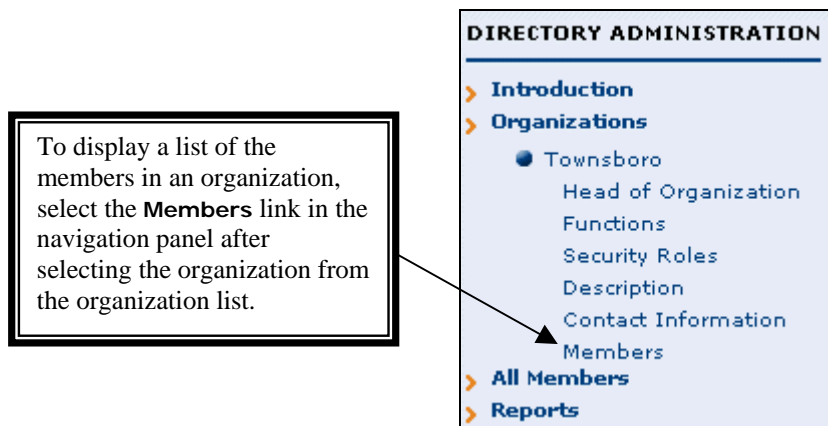 DIRECTORY ADMINISTRATION
Introduction
Organizations
Townsboro
Head of Organization
Functions
Security Roles
Description
Contact Information
Members
All Members
Reports
To display a list of the
members in an organization,
select the Members link in the
navigation panel after
selecting the organization from
the organization list.